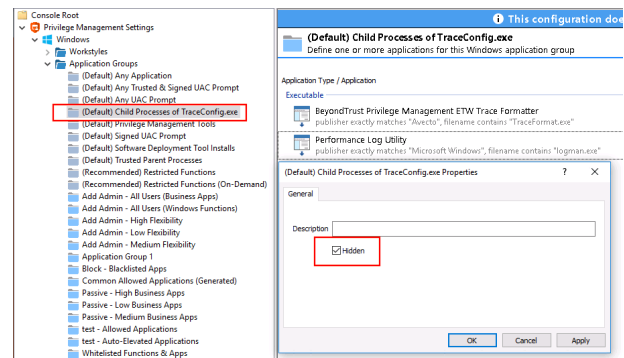 Console Root
Privilege Management Settings
Windows
Workstyles
Application Groups
(Default) Any Application
(Default) Any Trusted & Signed UAC Prompt
(Default) Any UAC Prompt
(Default) Child Processes of TraceConfig.exe
(Default) Privilege Management Tools
(Default) Signed UAC Prompt
(Default) Software Deployment Tool Installs
(Default) Trusted Parent Processes
(Recommended) Restricted Functions
(Recommended) Restricted Functions (On-Demand)
Add Admin - All Users (Business Apps)
Add Admin - All Users (Windows Functions)
Add Admin - High Flexibility
Add Admin - Low Flexibility
Add Admin - Medium Flexibility
Application Group 1
Block - Blacklisted Apps
Common Allowed Applications (Generated)
Passive - High Business Apps
Passive - Low Business Apps
Passive - Medium Business Apps
test - Allowed Applications
test - Auto-Elevated Applications
Whitelisted Functions & Apps
This configuration doe
(Default) Child Processes of TraceConfig.exe
Define one or more applications for this Windows application group
Application Type / Application
Executable
BeyondTrust Privilege Management ETW Trace Formatter
publisher exactly matches "Avecto", filename contains "TraceFormat.exe"
Performance Log Utility
publisher exactly matches "Microsoft Windows", filename contains "logman.exe"
(Default) Child Processes of TraceConfig.exe Properties ? ×
General
Description
Hidden
OK Cancel Apply